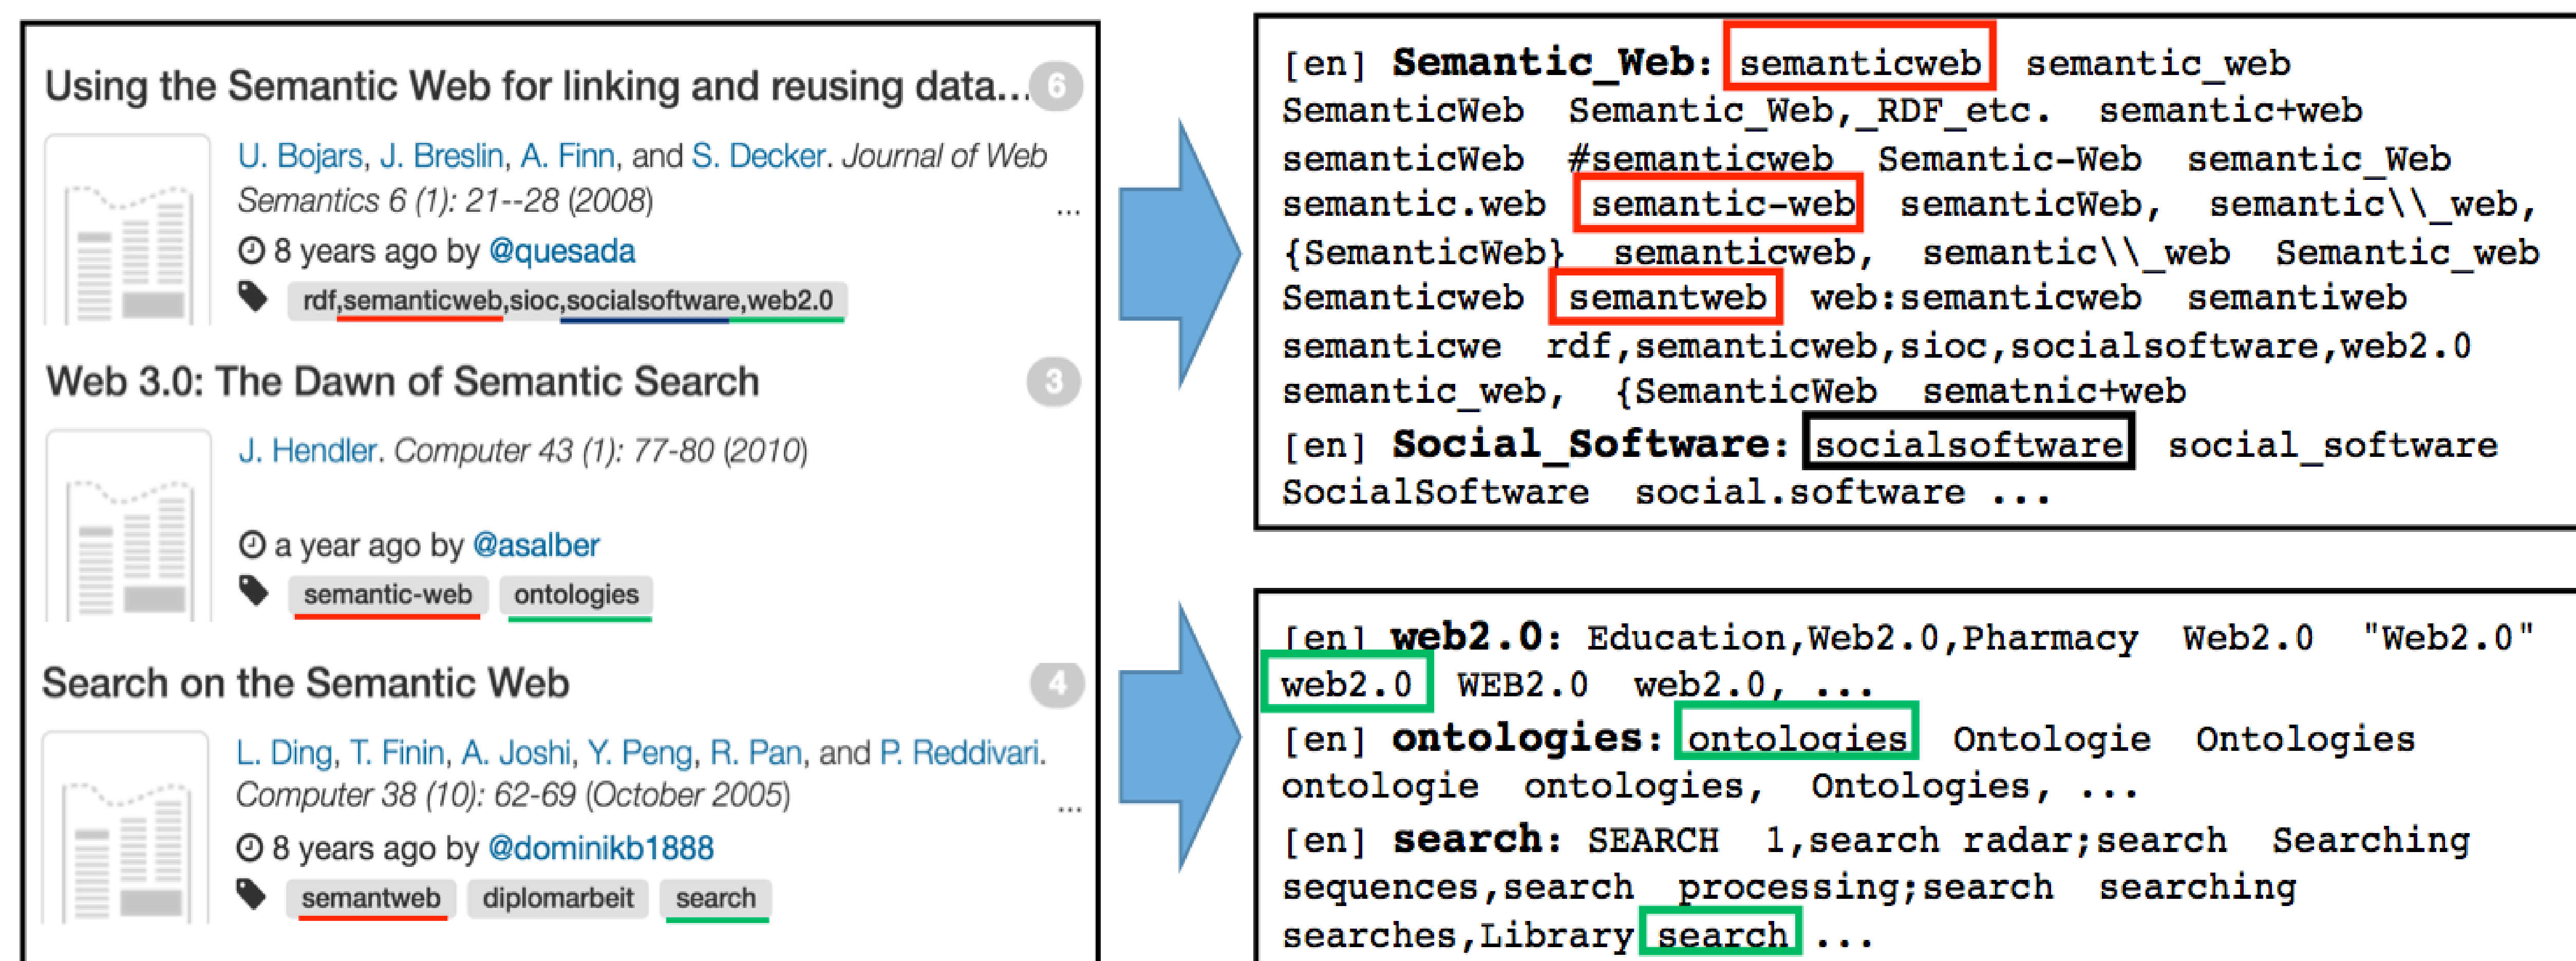 Using the Semantic Web for linking and reusing data... 6
U. Bojars, J. Breslin, A. Finn, and S. Decker. Journal of Web
Semantics 6 (1): 21--28 (2008)
...
8 years ago by @quesada
rdf,semanticweb,sioc,socialsoftware,web2.0
Web 3.0: The Dawn of Semantic Search 3
J. Hendler. Computer 43 (1): 77-80 (2010)
a year ago by @asalber
semantic-web ontologies
Search on the Semantic Web 4
L. Ding, T. Finin, A. Joshi, Y. Peng, R. Pan, and P. Reddivari.
Computer 38 (10): 62-69 (October 2005)
...
8 years ago by @dominikb1888
semantweb diplomarbeit search
[en] Semantic_Web: semanticweb semantic_web
SemanticWeb Semantic_Web,_RDF_etc. semantic+web
semanticWeb #semanticweb Semantic-Web semantic_Web
semantic.web semantic-web semanticWeb, semantic\\_web,
{SemanticWeb} semanticweb, semantic\\_web Semantic_web
Semanticweb semantweb web:semanticweb semantiweb
semanticwe rdf,semanticweb,sioc,socialsoftware,web2.0
semantic_web, {SemanticWeb sematnic+web
[en] Social_Software: socialsoftware social_software
SocialSoftware social.software ...
[en] web2.0: Education,Web2.0,Pharmacy Web2.0 "Web2.0"
web2.0 WEB2.0 web2.0, ...
[en] ontologies: ontologies Ontologie Ontologies
ontologie ontologies, Ontologies, ...
[en] search: SEARCH 1,search radar;search Searching
sequences,search processing;search searching
searches,Library search ...